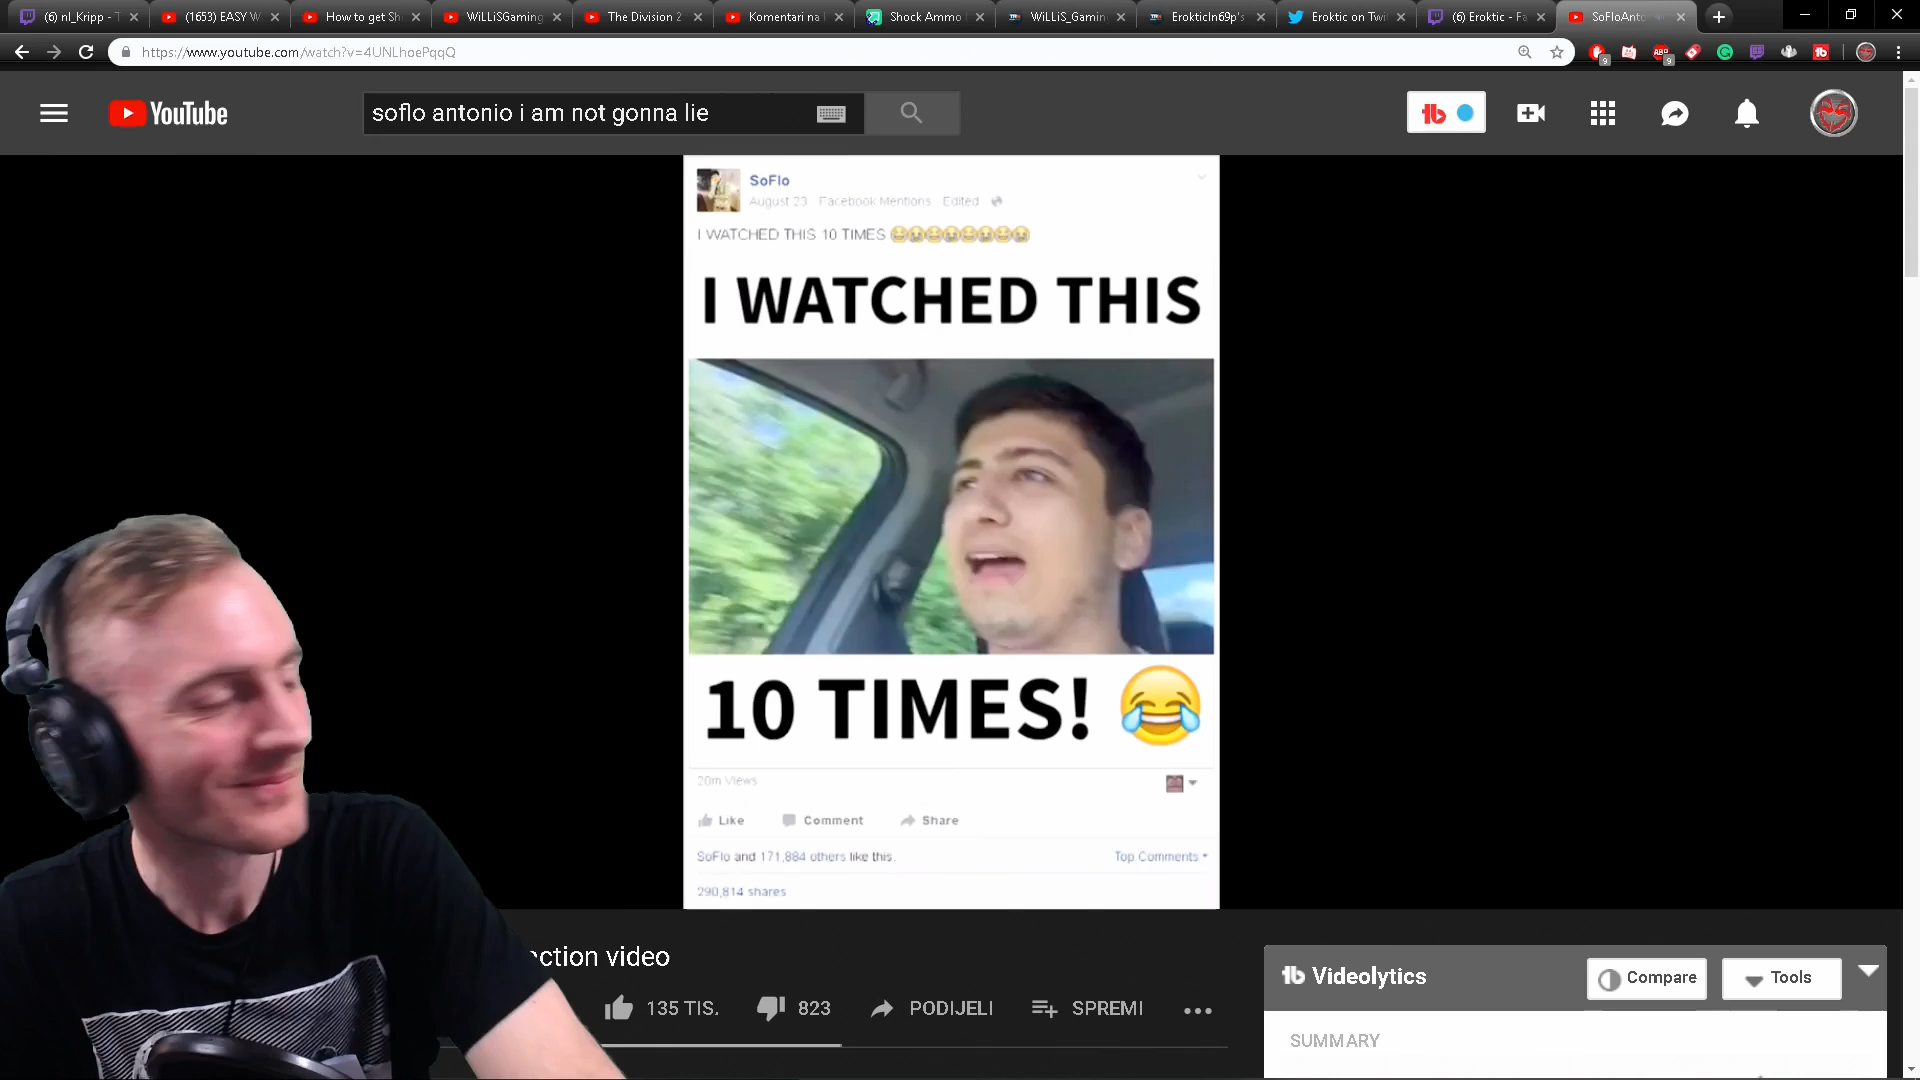 (6) nl_Kripp - T
(1653) EASY W
How to get Sh
WiLLiSGaming
The Division 2
Komentari na
Shock Ammo
WiLLiS_Gamin
ErokticIn69p's
Eroktic on Twi
(6) Eroktic - Fa
SoFloAnto
https://www.youtube.com/watch?v=4UNLhoePqqQ
9
ABP
9
YouTube
soflo antonio i am not gonna lie
SoFlo
August 23 Facebook Mentions Edited
I WATCHED THIS 10 TIMES 😂😭😂😭😂😭😂😭
I WATCHED THIS
10 TIMES! 😂
20m Views
Like Comment Share
SoFlo and 171,884 others like this.
Top Comments
290,814 shares
ction video
135 TIS. 823 PODIJELI SPREMI
Videolytics
Compare
Tools
SUMMARY